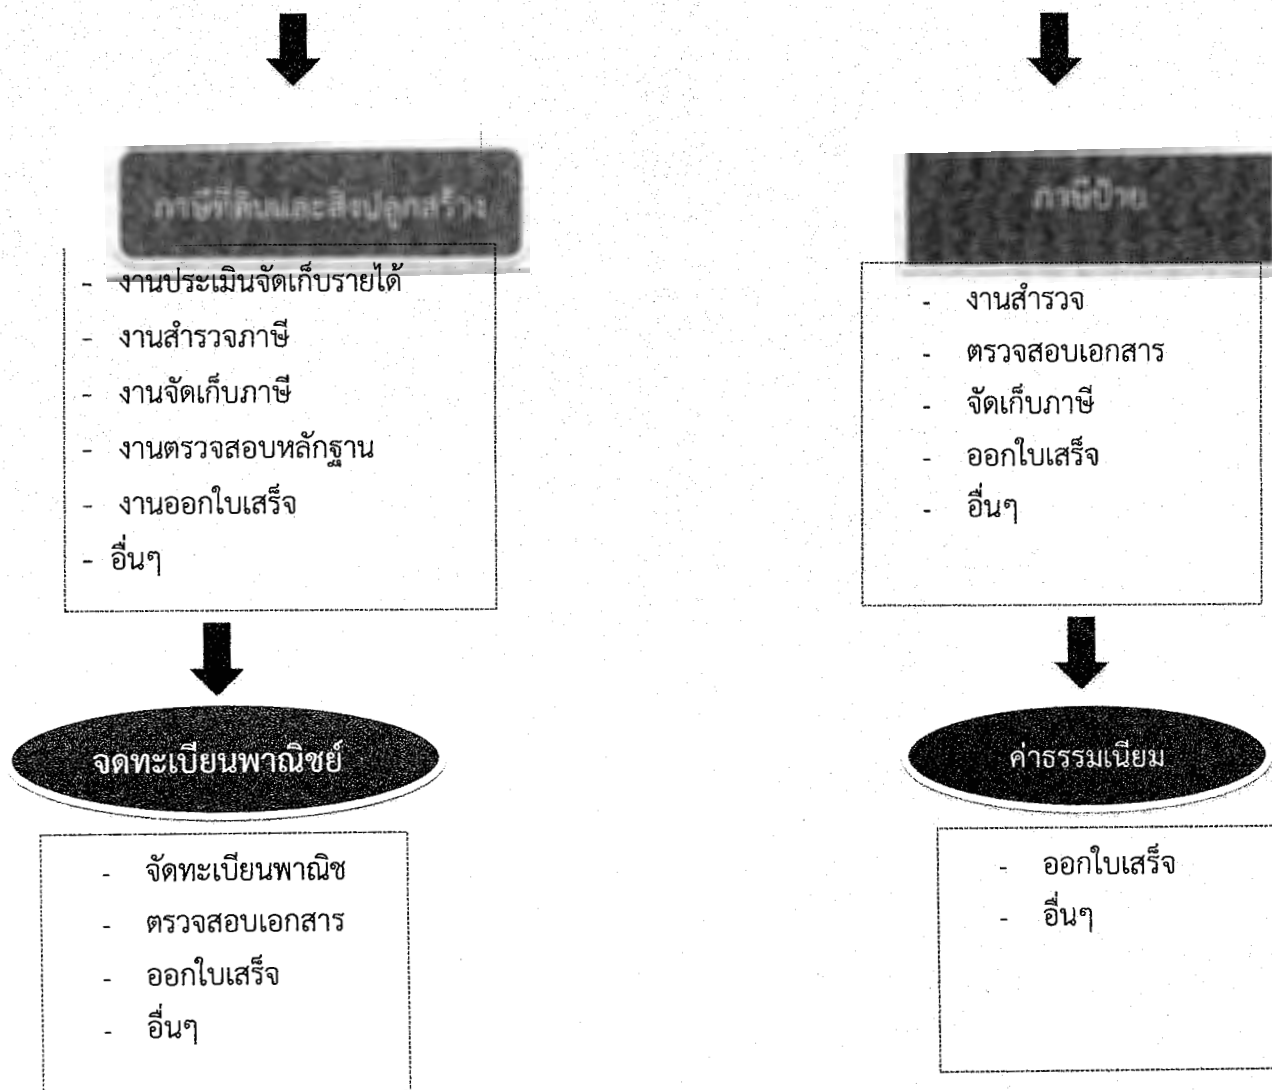 ภาษีที่ดินและสิ่งปลูกสร้าง
- งานประเมินจัดเก็บรายได้
- งานสำรวจภาษี
- งานจัดเก็บภาษี
- งานตรวจสอบหลักฐาน
- งานออกใบเสร็จ
- อื่นๆ
ภาษีป้าย
- งานสำรวจ
- ตรวจสอบเอกสาร
- จัดเก็บภาษี
- ออกใบเสร็จ
- อื่นๆ
จดทะเบียนพาณิชย์
- จัดทะเบียนพาณิช
- ตรวจสอบเอกสาร
- ออกใบเสร็จ
- อื่นๆ
ค่าธรรมเนียม
- ออกใบเสร็จ
- อื่นๆ